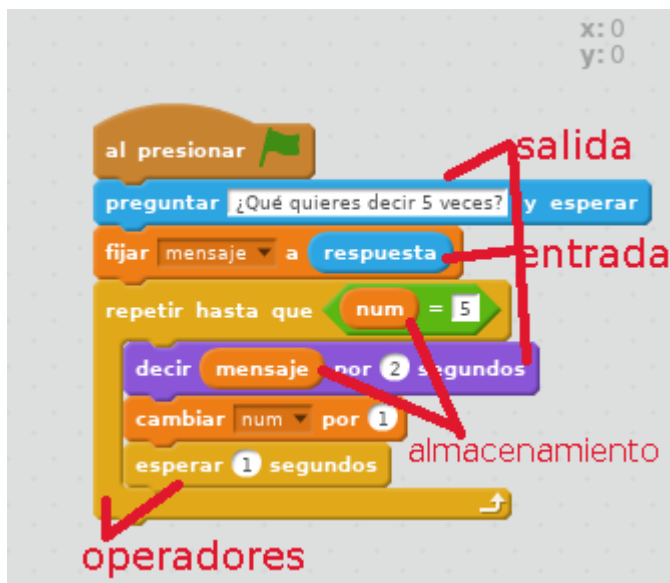 x: 0
y: 0
al presionar
salida
preguntar ¿Qué quieres decir 5 veces? y esperar
fijar mensaje a respuesta
entrada
repetir hasta que num = 5
decir mensaje por 2 segundos
cambiar num por 1
almacenamiento
esperar 1 segundos
operadores